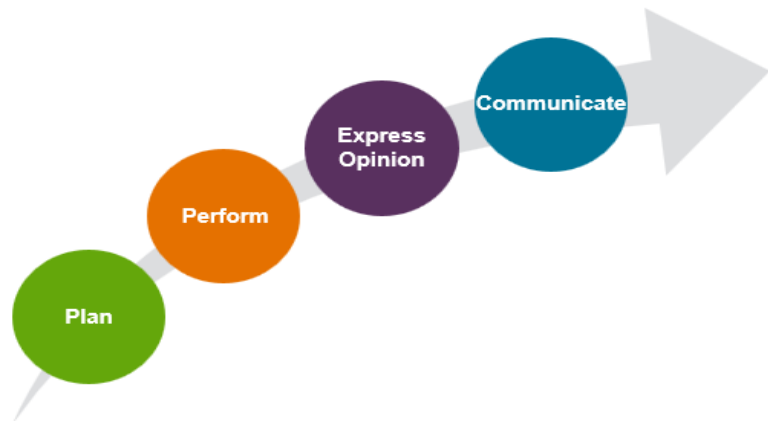 Plan
Perform
Express
Opinion
Communicate